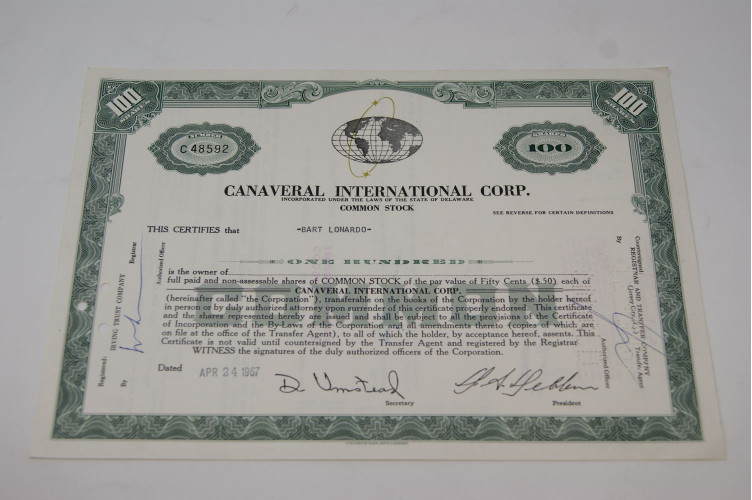 100
SHARES
100
SHARES
NUMBER
C 48592
SHARES
100
CANAVERAL INTERNATIONAL CORP.
INCORPORATED UNDER THE LAWS OF THE STATE OF DELAWARE
COMMON STOCK
SEE REVERSE FOR CERTAIN DEFINITIONS
THIS CERTIFIES that
-BART LONARDO-
ONE HUNDRED
is the owner of
full paid and non-assessable shares of COMMON STOCK of the par value of Fifty Cents ($.50) each of
CANAVERAL INTERNATIONAL CORP.
(hereinafter called "the Corporation"), transferable on the books of the Corporation by the holder hereof
in person or by duly authorized attorney upon surrender of this certificate properly endorsed. This certificate
and the shares represented hereby are issued and shall be subject to all the provisions of the Certificate
of Incorporation and the By-Laws of the Corporation and all amendments thereto (copies of which are
on file at the office of the Transfer Agent), to all of which the holder, by acceptance hereof, assents. This
Certificate is not valid until countersigned by the Transfer Agent and registered by the Registrar.
WITNESS the signatures of the duly authorized officers of the Corporation.
Dated
APR 24 1967
D. Umstead
Secretary
President
Registered:
IRVING TRUST COMPANY
Registrar
By
Authorized Officer
Countersigned:
REGISTRAR AND TRANSFER COMPANY
(Jersey City, N.J.)
Transfer Agent
By
Authorized Officer